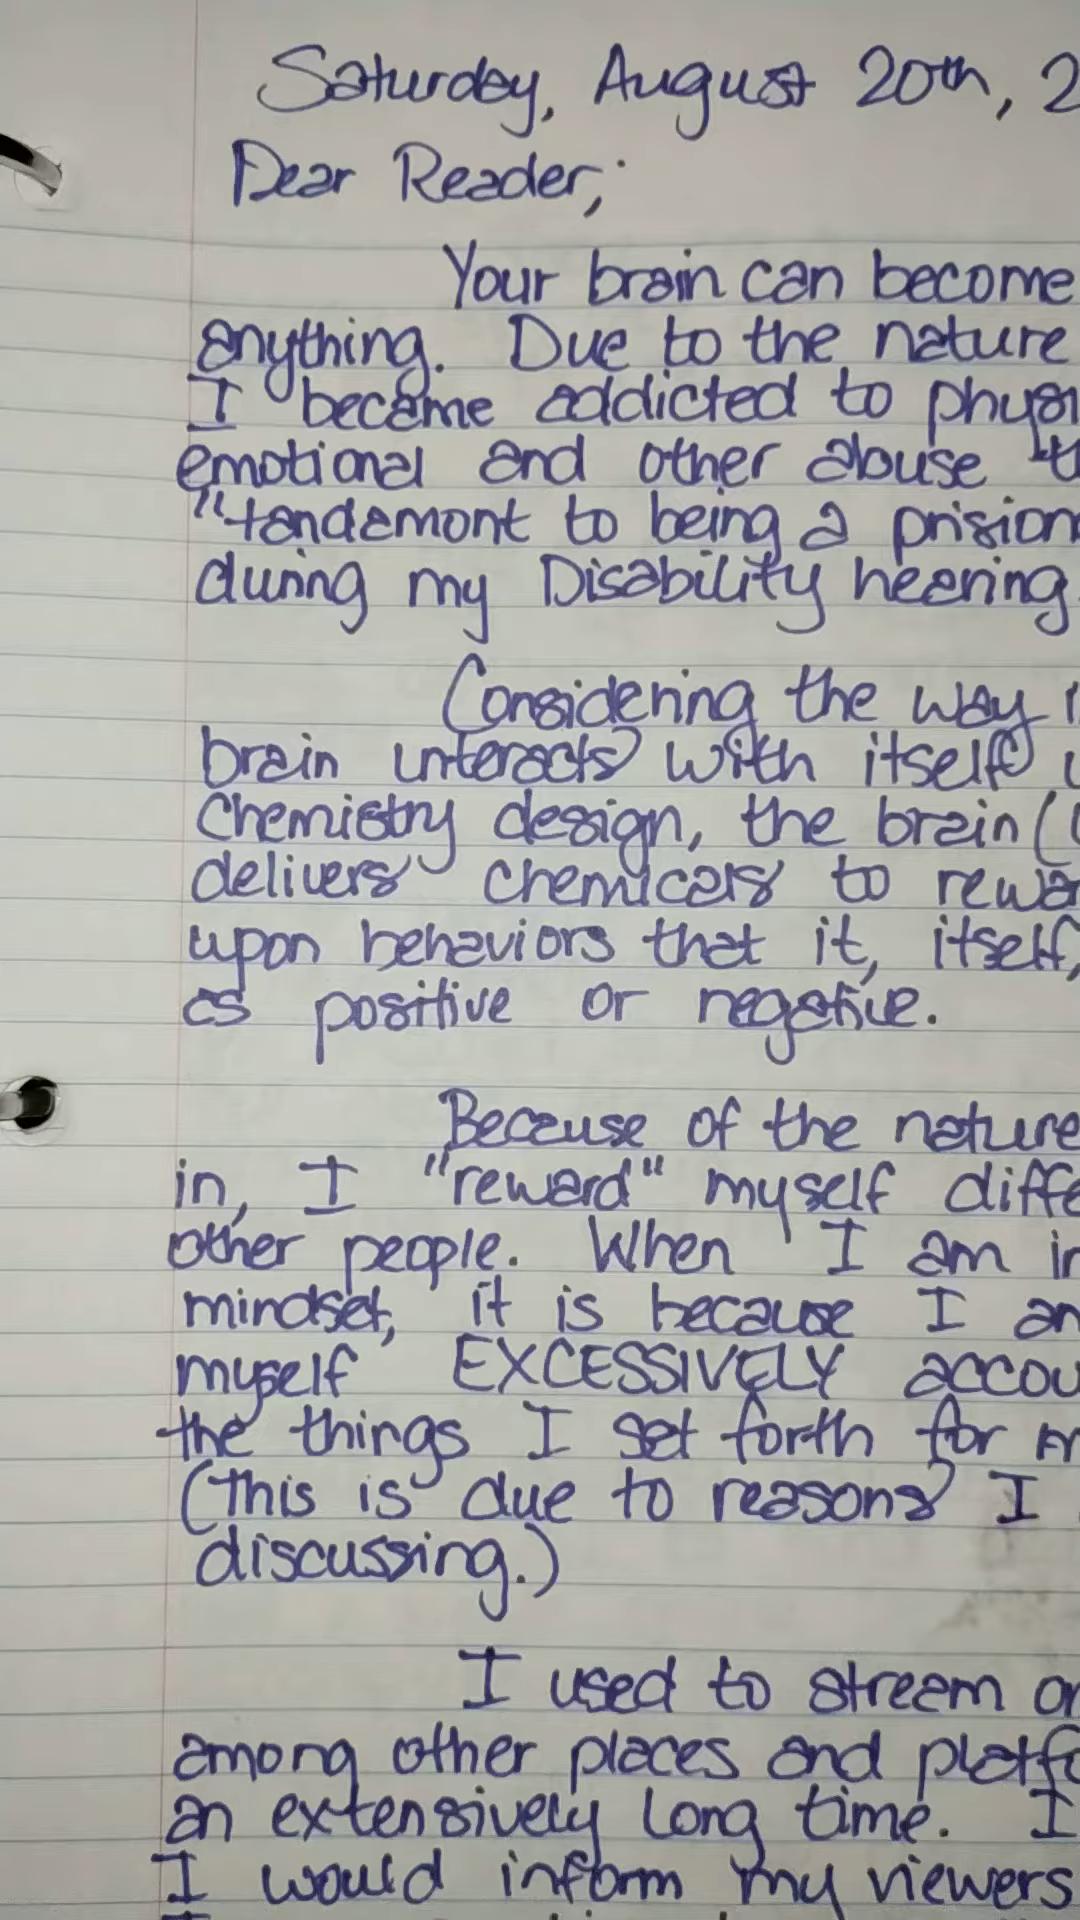 Saturday, August 20th, 2
Dear Reader,
Your brain can become
anything. Due to the nature
I became addicted to physi
emotional and other abuse th
"tandamont to being a prision
during my Disability hearing.
Considering the way
brain interacts with itself
Chemistry design, the brain (
delivers chemicals to rewa
upon behaviors that it, itself,
as positive or negative.
Because of the nature
in, I "reward" myself diffe
other people. When I am in
mindset, it is because I am
myself EXCESSIVELY accou
the things I set forth for m
(this is due to reasons I
discussing.)
I used to stream on
among other places and platfo
an extensively long time. I
I would inform my viewers